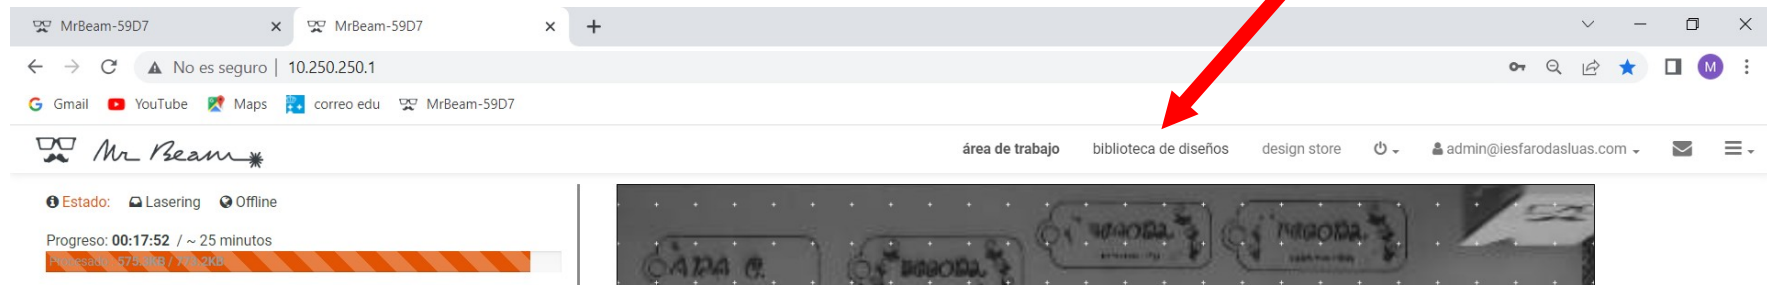 MrBeam-59D7 MrBeam-59D7
No es seguro | 10.250.250.1 M
Gmail YouTube Maps correo edu MrBeam-59D7
Mr Beam área de trabajo biblioteca de diseños design store admin@iesfarodasluas.com
Estado: Lasering Offline
Progreso: 00:17:52 / ~ 25 minutos